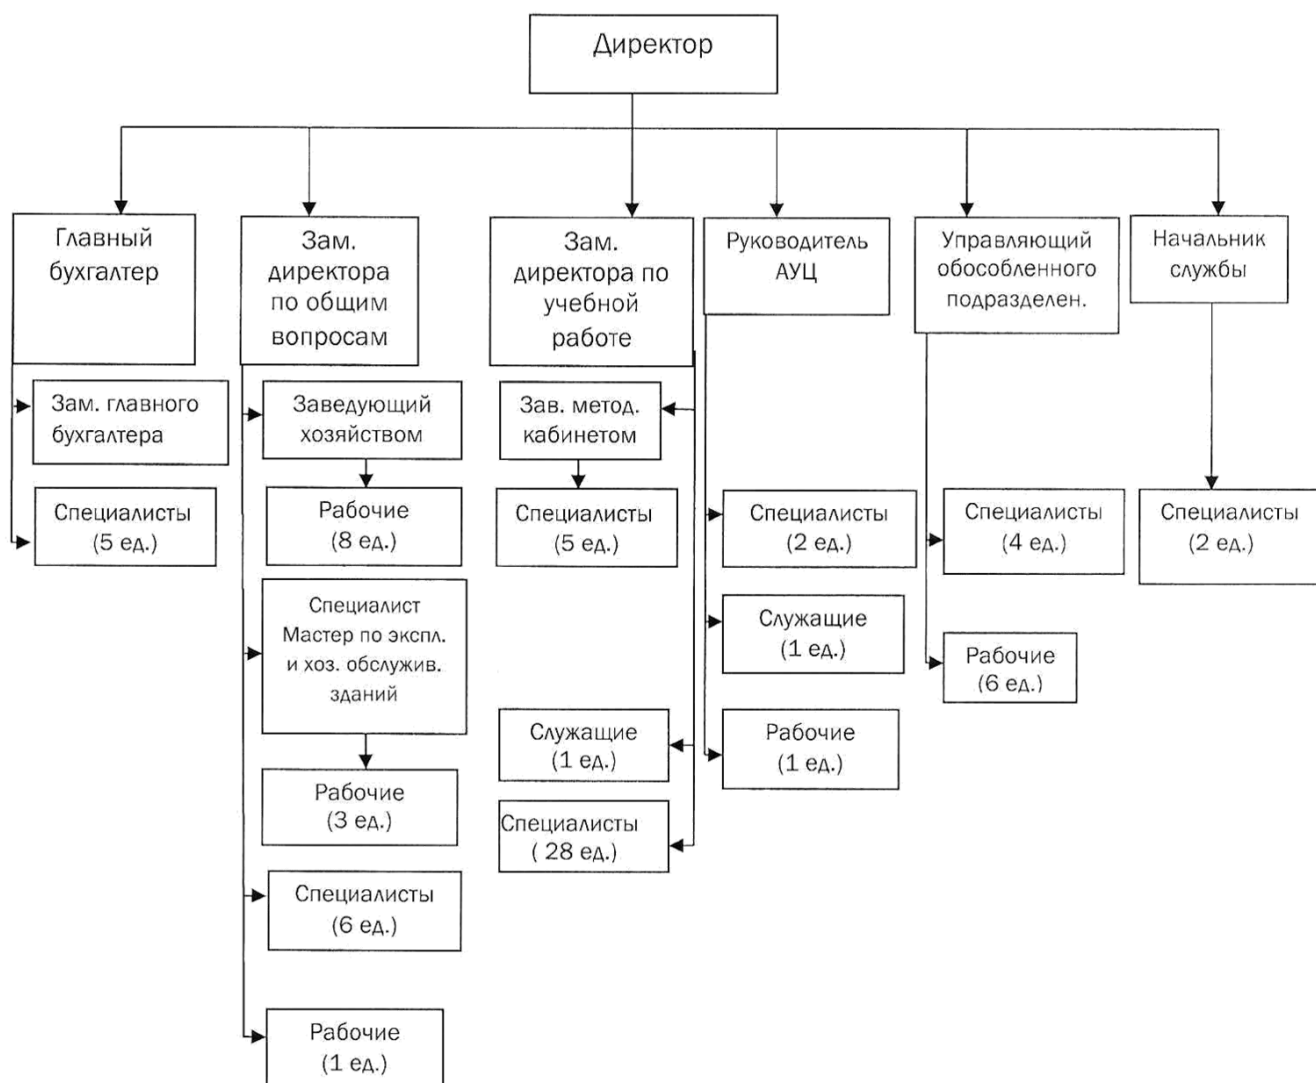 Директор
Главный
бухгалтер
Зам.
директора
по общим
вопросам
Зам.
директора по
учебной
работе
Руководитель
АУЦ
Управляющий
обособленного
подразделен.
Начальник
службы
Зам. главного
бухгалтера
Заведующий
хозяйством
Зав. метод.
кабинетом
Специалисты
(5 ед.)
Рабочие
(8 ед.)
Специалисты
(5 ед.)
Специалисты
(2 ед.)
Специалисты
(4 ед.)
Специалисты
(2 ед.)
Специалист
Мастер по экспл.
и хоз. обслужив.
зданий
Служащие
(1 ед.)
Рабочие
(6 ед.)
Служащие
(1 ед.)
Рабочие
(1 ед.)
Рабочие
(3 ед.)
Специалисты
( 28 ед.)
Специалисты
(6 ед.)
Рабочие
(1 ед.)